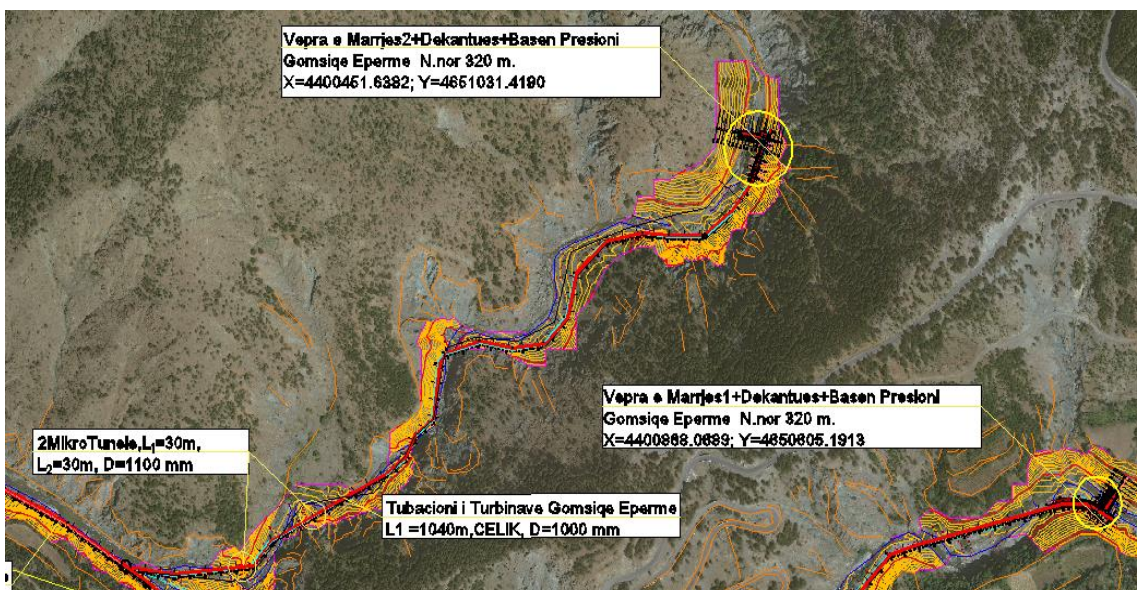 Vepra e Marrjes2+Dekantues+Basen Presioni
Gomsiqe Eperme N.nor 320 m.
X=4400451.6382; Y=4651031.4190
Vepra e Marrjes1+Dekantues+Basen Presioni
Gomsiqe Eperme N.nor 320 m.
X=4400868.0689; Y=4650605.1913
2MikroTunele,L₁=30m,
L₂=30m, D=1100 mm
Tubacioni i Turbinave Gomsiqe Eperme
L1 =1040m,CELIK, D=1000 mm